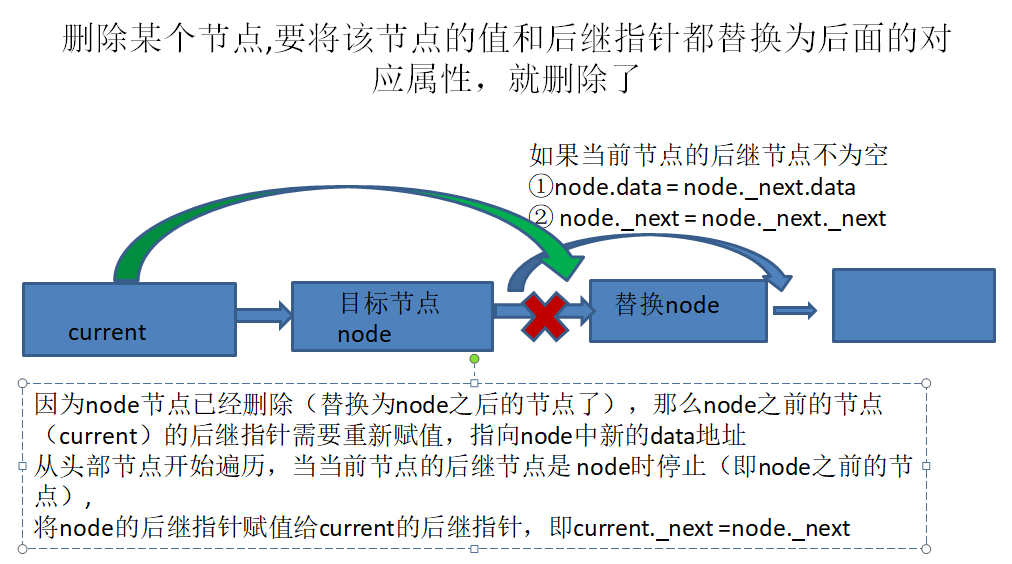 删除某个节点,要将该节点的值和后继指针都替换为后面的对
应属性，就删除了
如果当前节点的后继节点不为空
①node.data = node._next.data
② node._next = node._next._next
current
目标节点
node
替换node
因为node节点已经删除（替换为node之后的节点了），那么node之前的节点
（current）的后继指针需要重新赋值，指向node中新的data地址
从头部节点开始遍历，当当前节点的后继节点是 node时停止（即node之前的节
点）,
将node的后继指针赋值给current的后继指针，即current._next =node._next